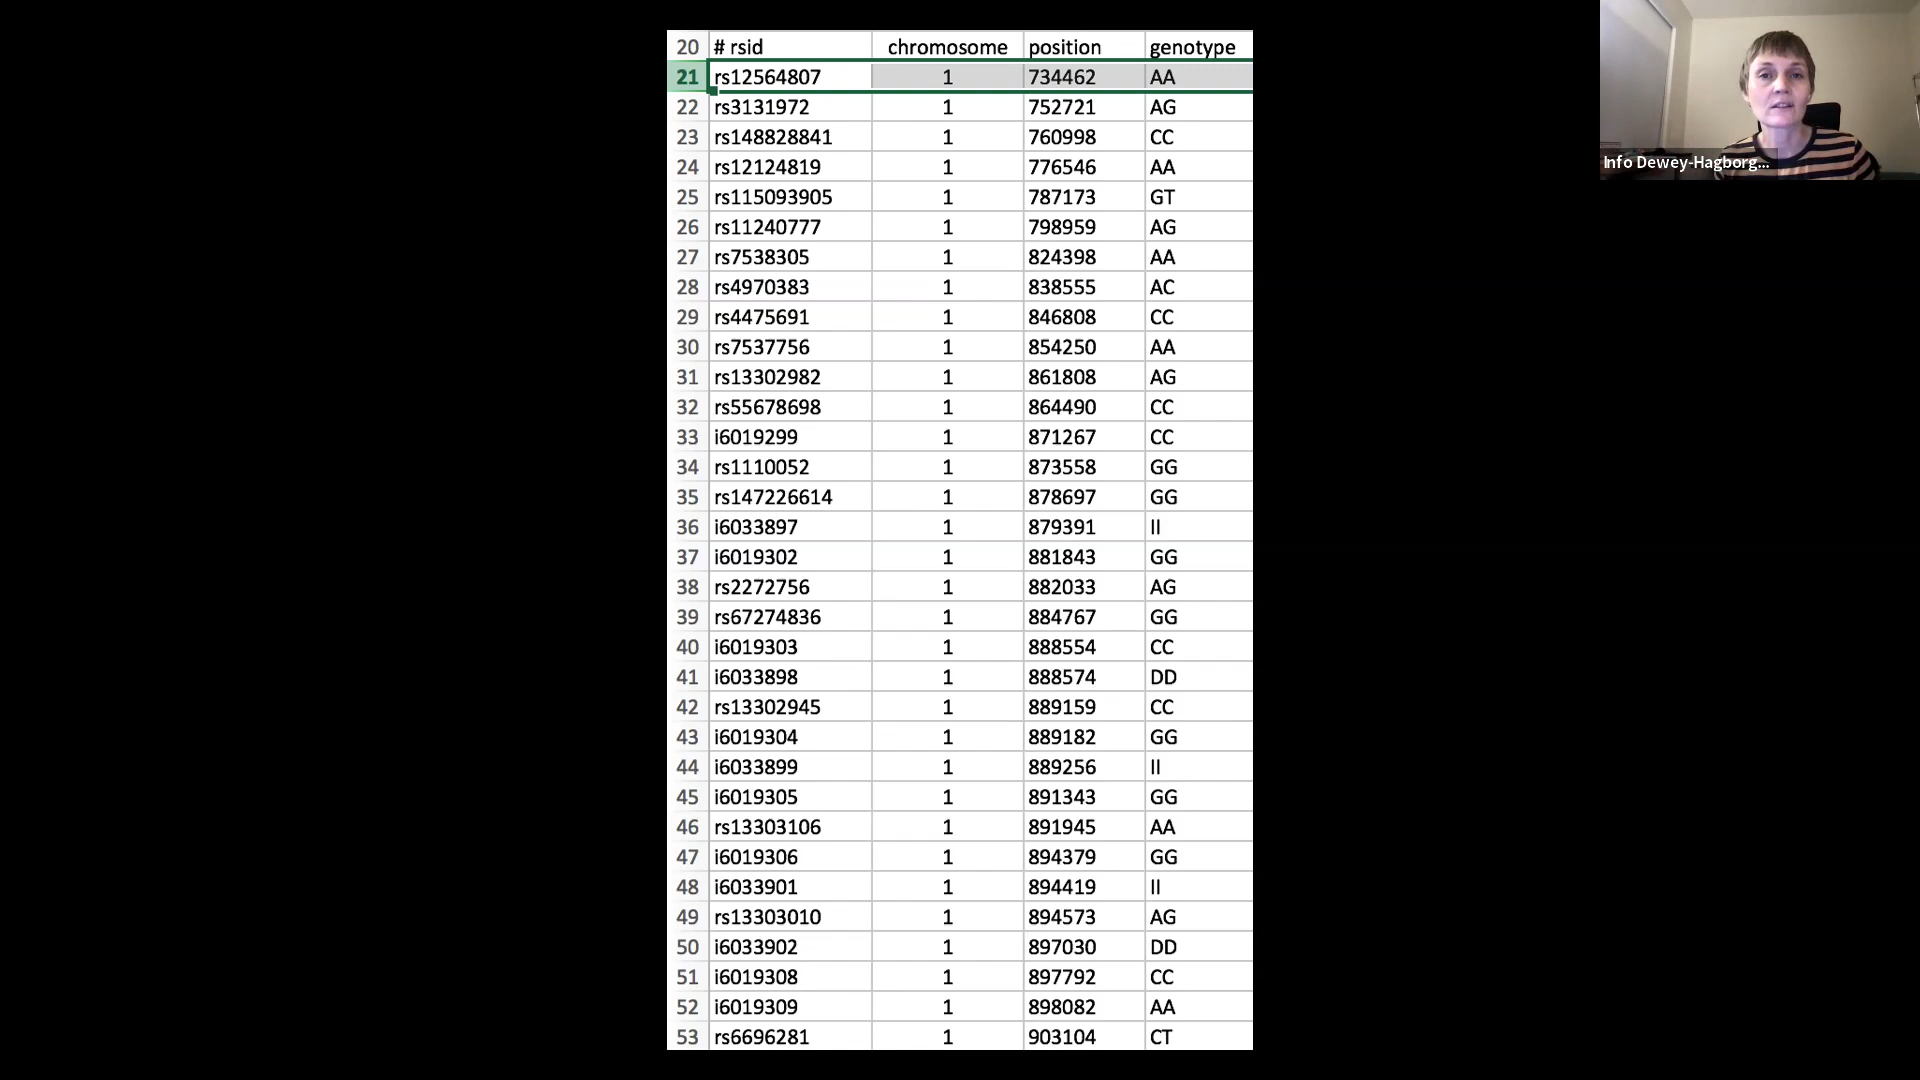 20 # rsid chromosome position genotype
21 rs12564807 1 734462 AA
22 rs3131972 1 752721 AG
23 rs148828841 1 760998 CC
24 rs12124819 1 776546 AA
25 rs115093905 1 787173 GT
26 rs11240777 1 798959 AG
27 rs7538305 1 824398 AA
28 rs4970383 1 838555 AC
29 rs4475691 1 846808 CC
30 rs7537756 1 854250 AA
31 rs13302982 1 861808 AG
32 rs55678698 1 864490 CC
33 i6019299 1 871267 CC
34 rs1110052 1 873558 GG
35 rs147226614 1 878697 GG
36 i6033897 1 879391 II
37 i6019302 1 881843 GG
38 rs2272756 1 882033 AG
39 rs67274836 1 884767 GG
40 i6019303 1 888554 CC
41 i6033898 1 888574 DD
42 rs13302945 1 889159 CC
43 i6019304 1 889182 GG
44 i6033899 1 889256 II
45 i6019305 1 891343 GG
46 rs13303106 1 891945 AA
47 i6019306 1 894379 GG
48 i6033901 1 894419 II
49 rs13303010 1 894573 AG
50 i6033902 1 897030 DD
51 i6019308 1 897792 CC
52 i6019309 1 898082 AA
53 rs6696281 1 903104 CT
Info Dewey-Hagborg...